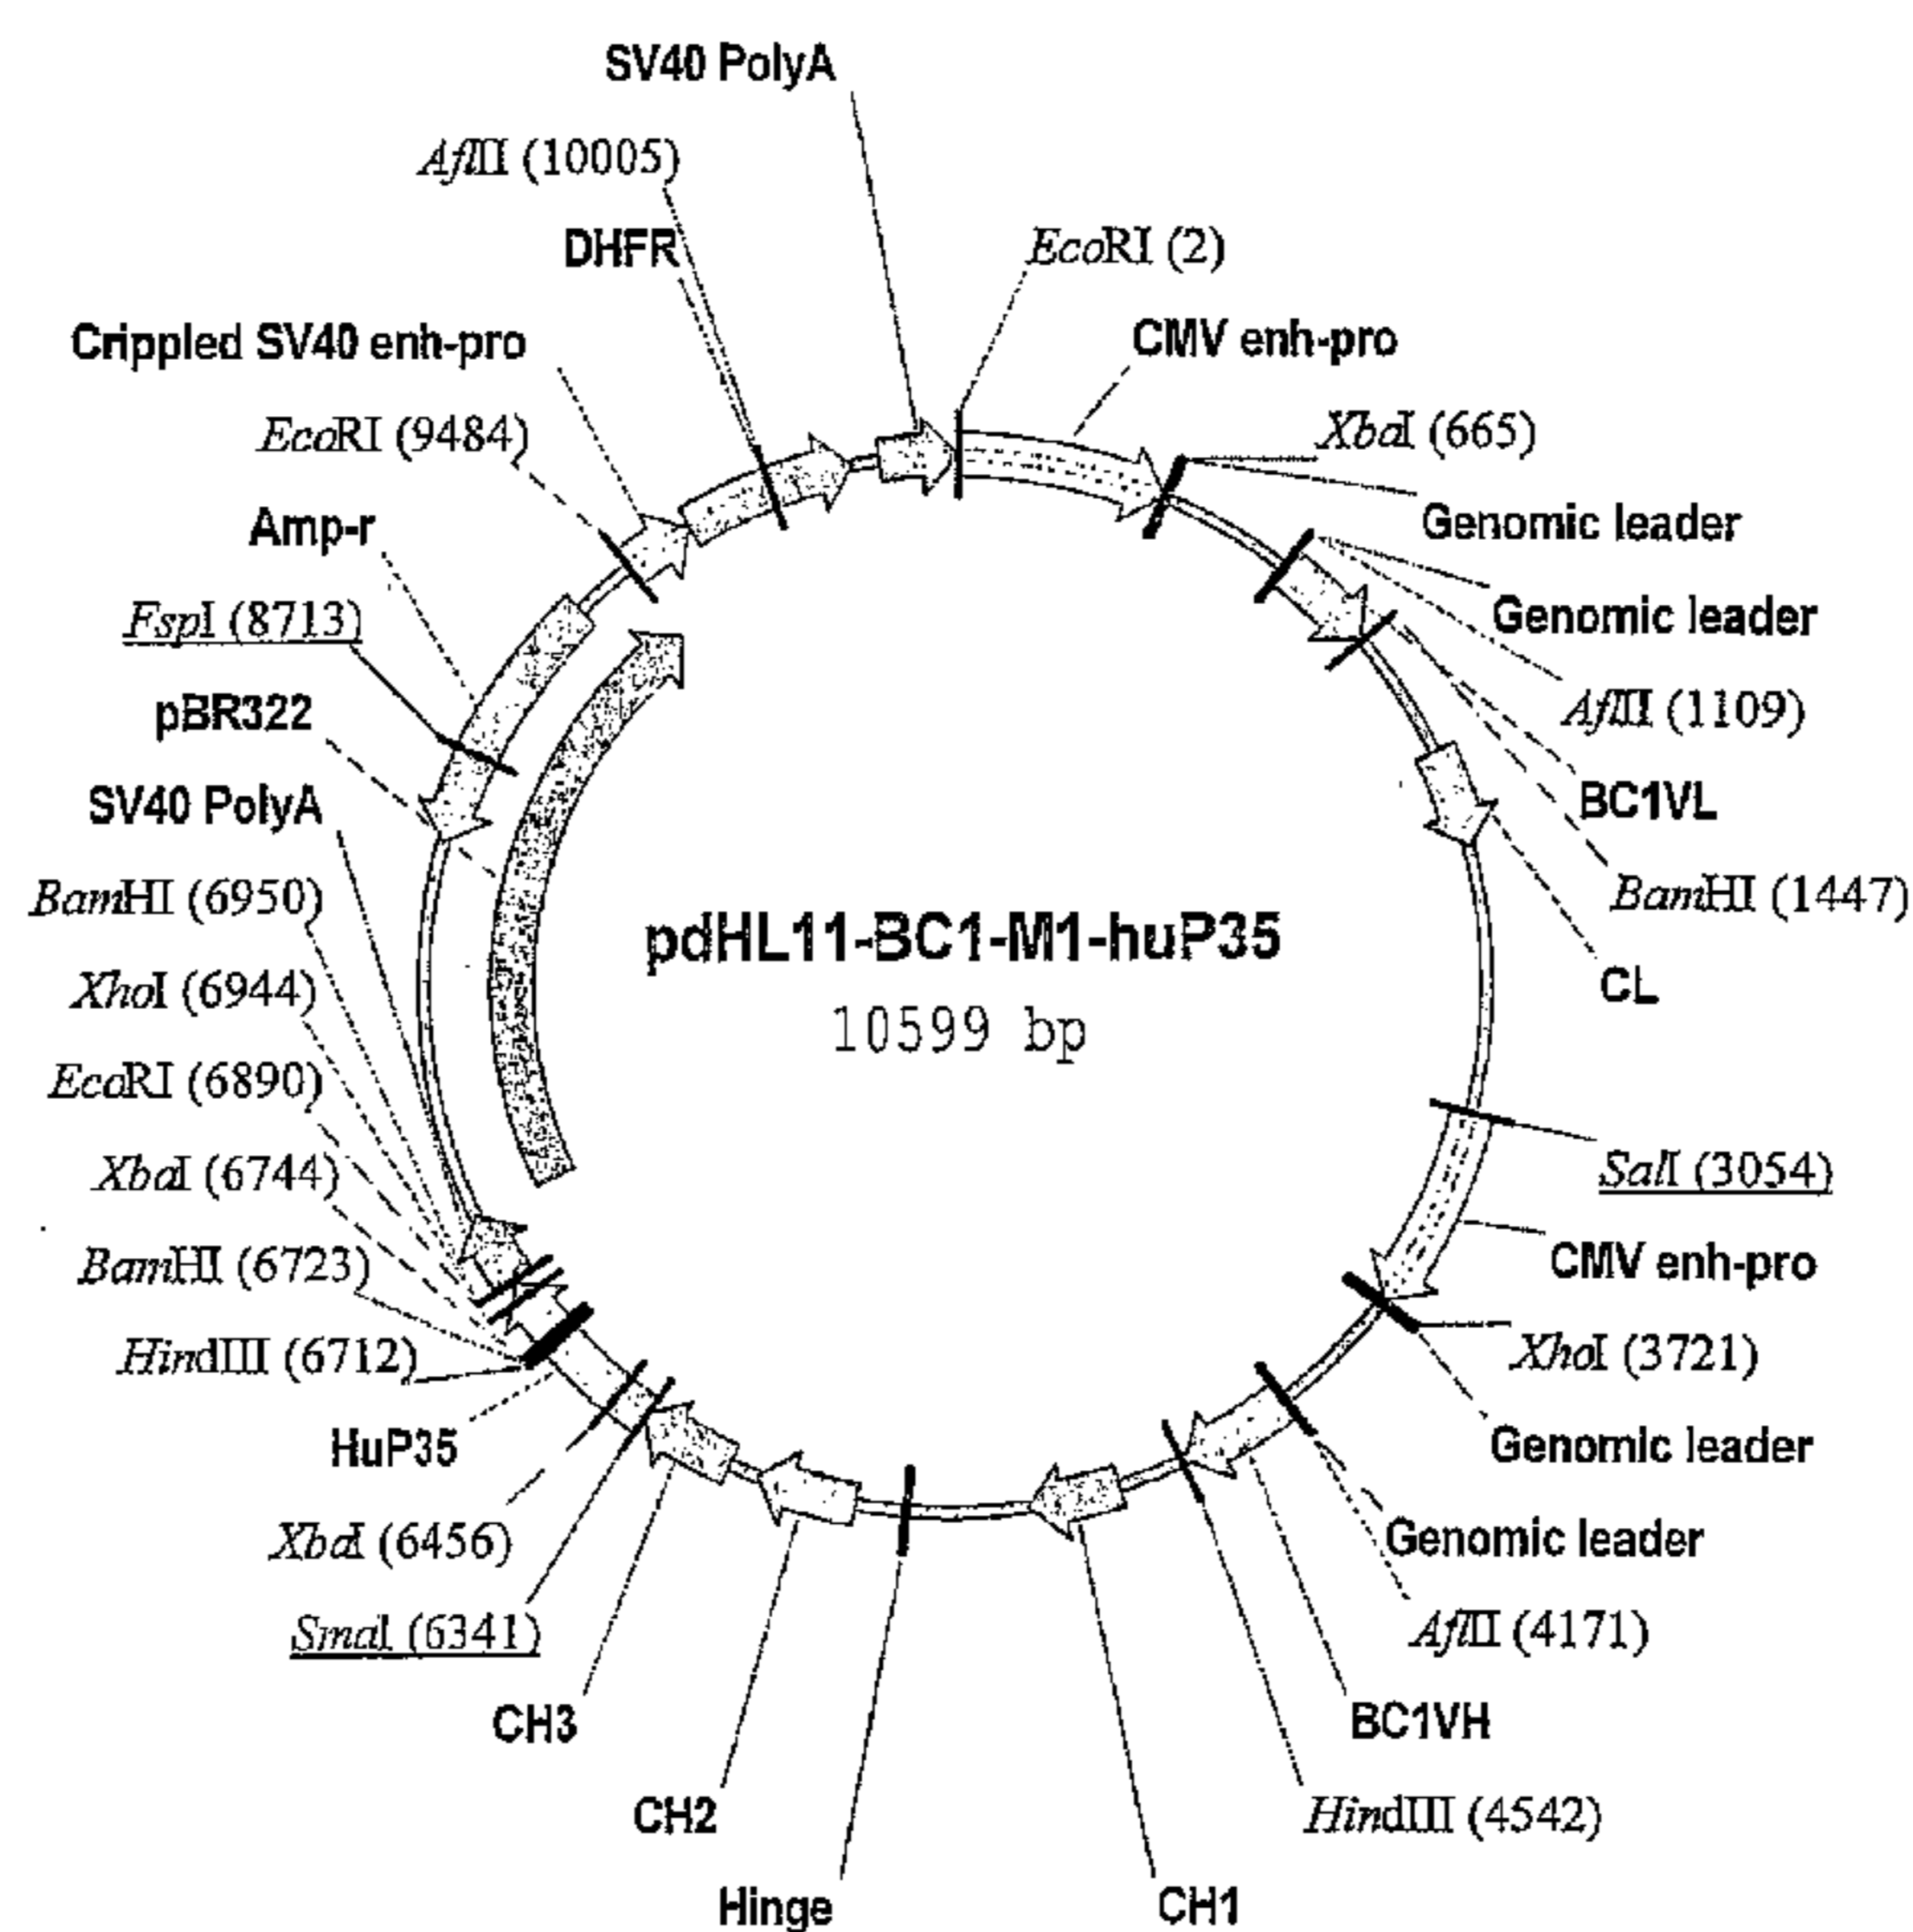 SV40 PolyA
AflII (10005)
DHFR
EcoRI (2)
Crippled SV40 enh-pro
CMV enh-pro
EcoRI (9484)
XbaI (665)
Amp-r
Genomic leader
FspI (8713)
Genomic leader
pBR322
AflII (1109)
SV40 PolyA
BC1VL
BamHI (6950)
BamHI (1447)
pdHL11-BC1-M1-huP35
10599 bp
XhoI (6944)
CL
EcoRI (6890)
XbaI (6744)
SalI (3054)
BamHI (6723)
CMV enh-pro
HindIII (6712)
XhoI (3721)
HuP35
Genomic leader
XbaI (6456)
Genomic leader
SmaI (6341)
AflII (4171)
CH3
BC1VH
CH2
HindIII (4542)
Hinge
CH1